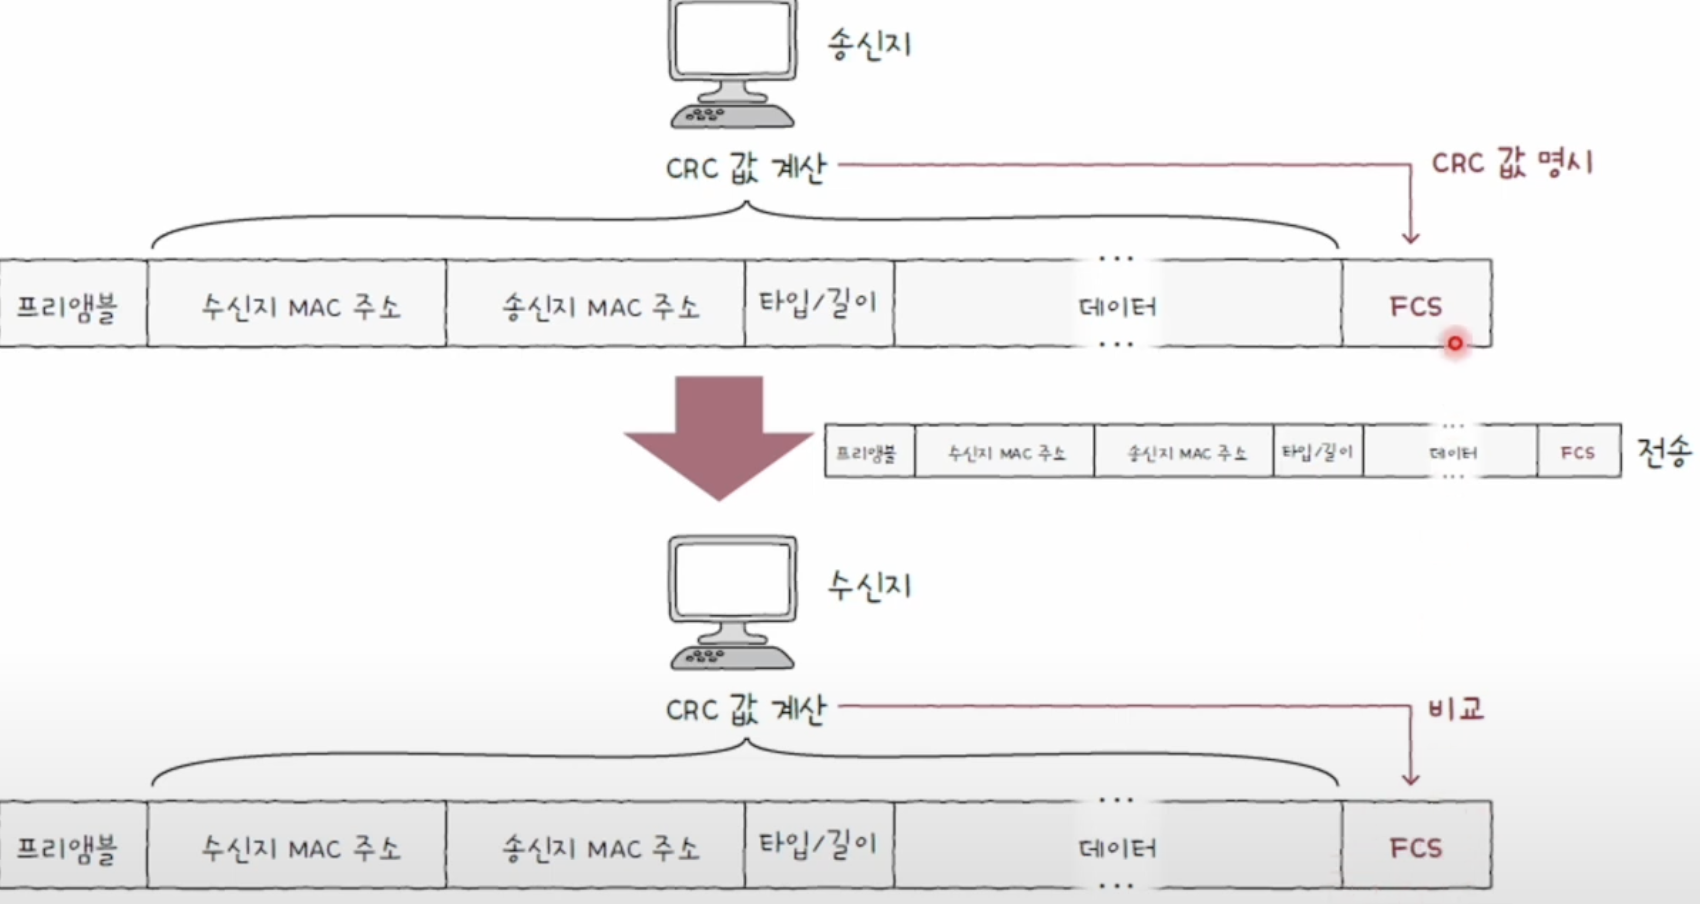 송신지
CRC 값 계산
CRC 값 명시
프리앰블 수신지 MAC 주소 송신지 MAC 주소 타입/길이 데이터 FCS
프리앰블 수신지 MAC 주소 송신지 MAC 주소 타입/길이 데이터 FCS 전송
수신지
CRC 값 계산
비교
프리앰블 수신지 MAC 주소 송신지 MAC 주소 타입/길이 데이터 FCS